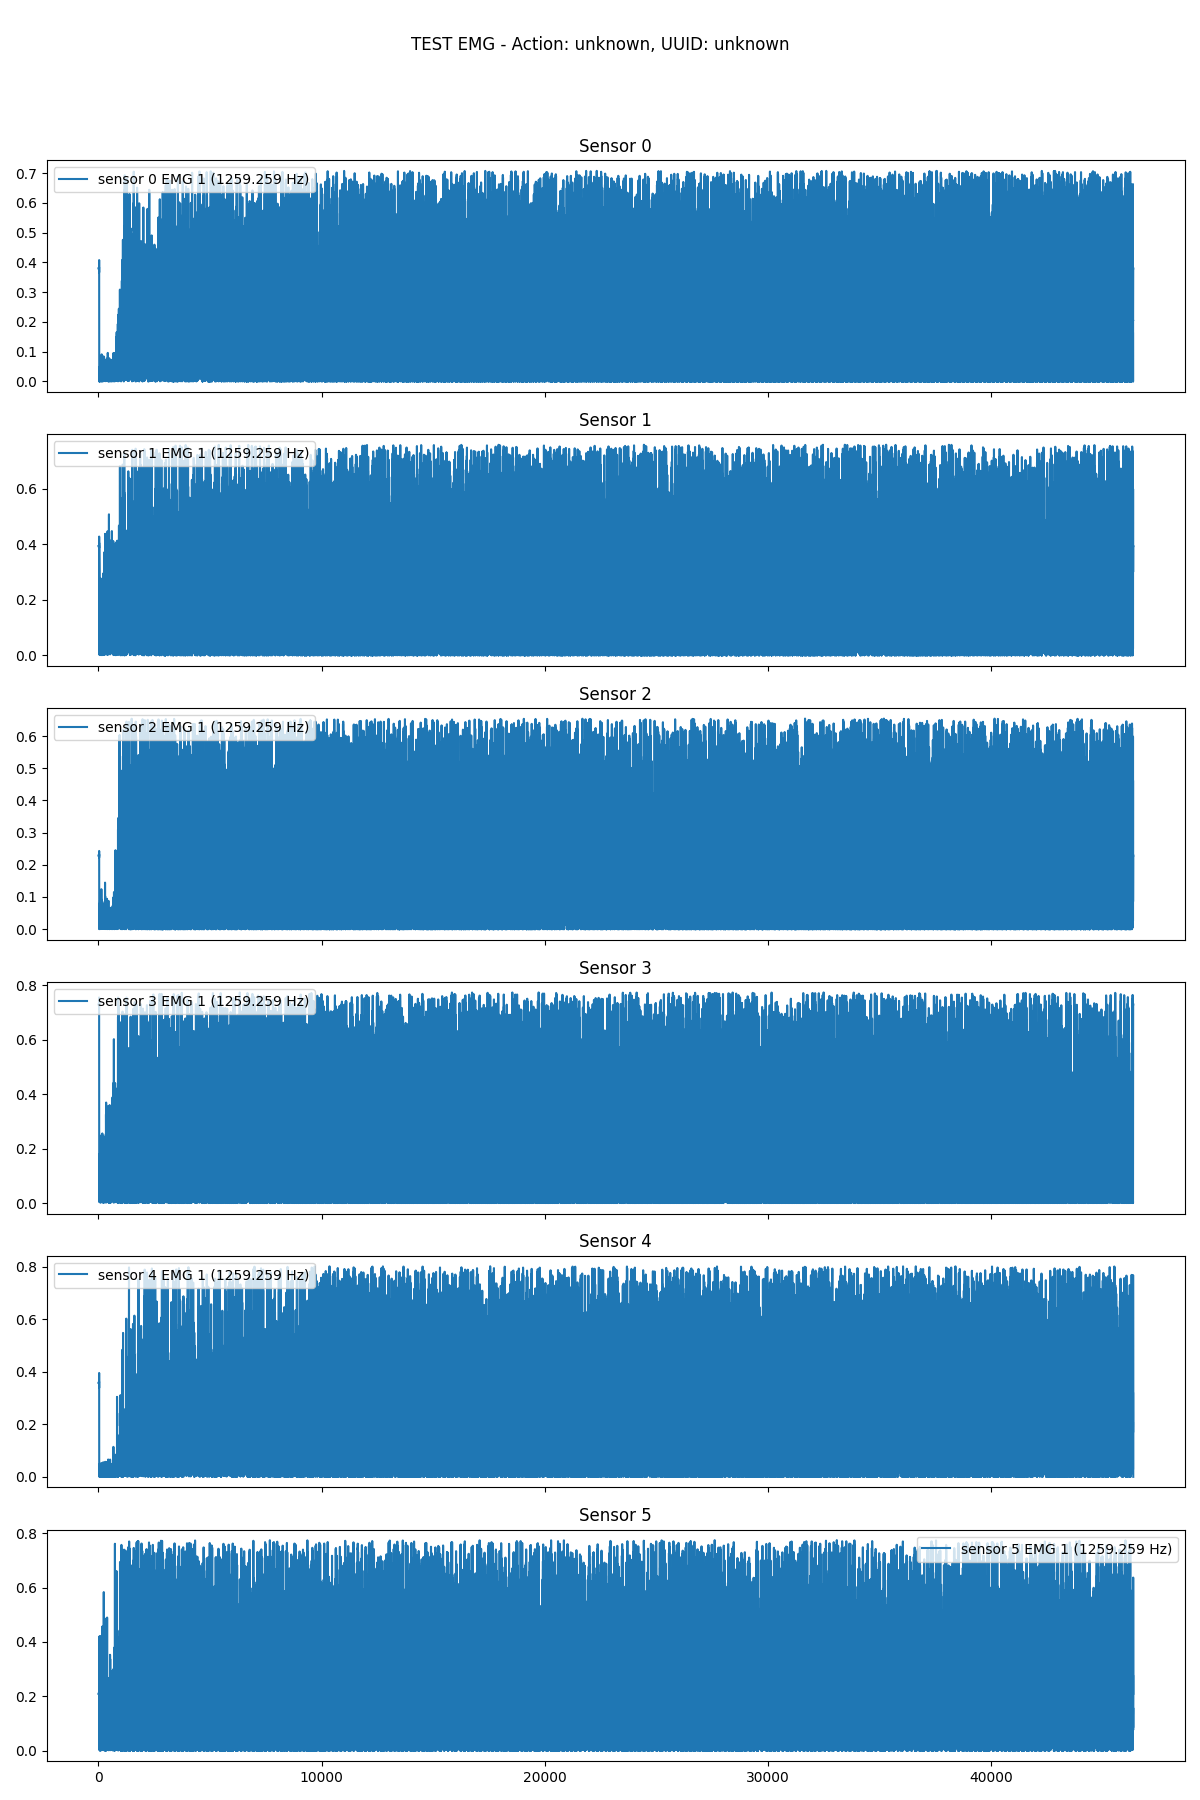 TEST EMG - Action: unknown, UUID: unknown
Sensor 0
sensor 0 EMG 1 (1259.259 Hz)
0.7
0.6
0.5
0.4
0.3
0.2
0.1
0.0
Sensor 1
sensor 1 EMG 1 (1259.259 Hz)
0.6
0.4
0.2
0.0
Sensor 2
sensor 2 EMG 1 (1259.259 Hz)
0.6
0.5
0.4
0.3
0.2
0.1
0.0
Sensor 3
0.8
sensor 3 EMG 1 (1259.259 Hz)
0.6
0.4
0.2
0.0
Sensor 4
0.8
sensor 4 EMG 1 (1259.259 Hz)
0.6
0.4
0.2
0.0
Sensor 5
0.8
sensor 5 EMG 1 (1259.259 Hz)
0.6
0.4
0.2
0.0
0 10000 20000 30000 40000